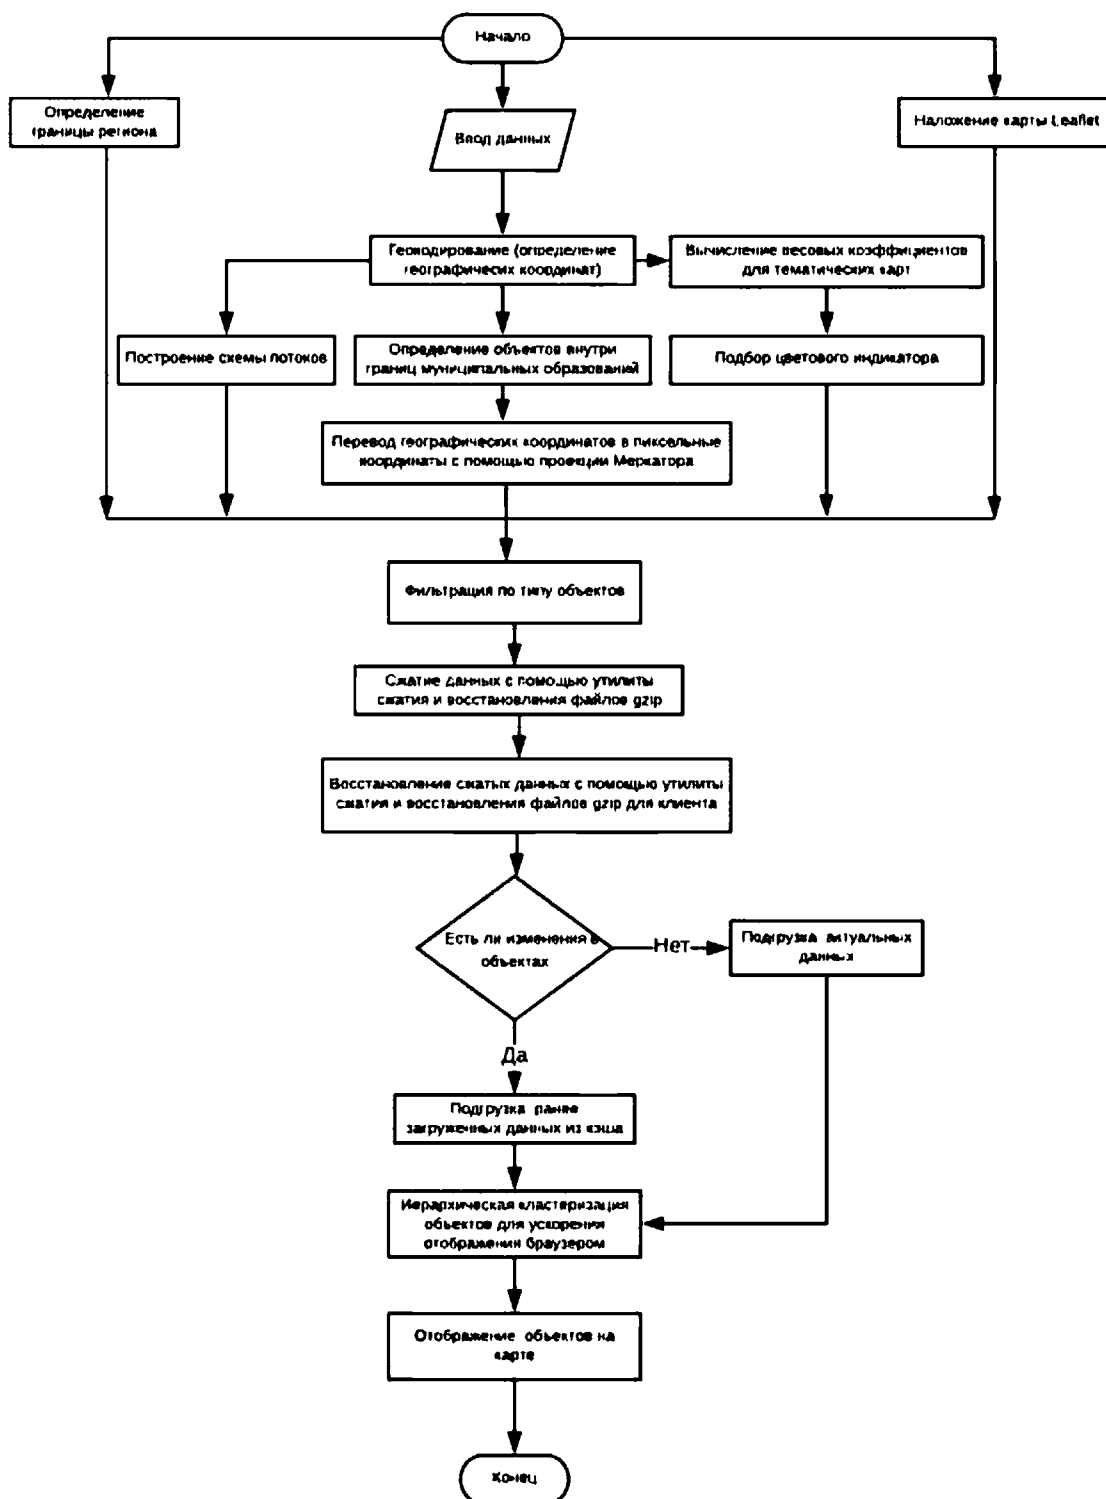 Начало
Определение
границы региона
Ввод данных
Наложение карты Leaflet
Геокодирование (определение
географичесих координат)
Вычисление весовых коэффициентов
для тематических карт
Построение схемы потоков
Определение объектов внутри
границ муниципальных образований
Подбор цветового индикатора
Перевод географических координатов в пиксельные
координаты с помощью проекции Меркатора
Фильтрация по типу объектов
Сжатие данных с помощью утилиты
сжатия и восстановления файлов gzip
Восстановление сжатых данных с помощью утилиты
сжатия и восстановления файлов gzip для клиента
Есть ли изменения в
объектах
Нет
Подгрузка актуальных
данных
Да
Подгрузка ранее
загруженных данных из кэша
Иерархическая кластеризация
объектов для ускорения
отображения браузером
Отображение объектов на
карте
Конец